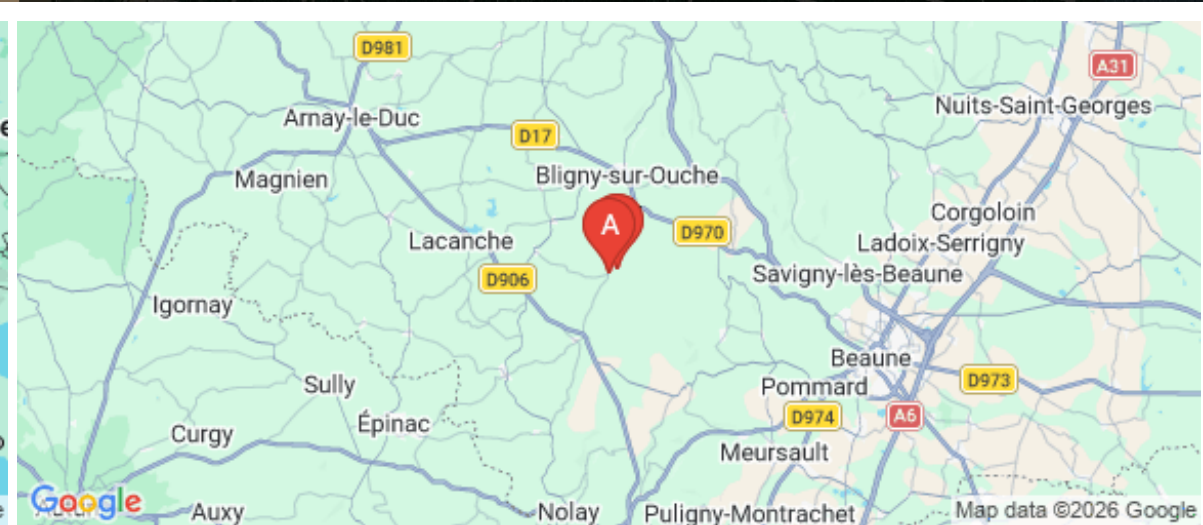 D981
A31
Nuits-Saint-Georges
Arnay-le-Duc
D17
Magnien
Bligny-sur-Ouche
A
Corgoloin
D970
Lacanche
Ladoix-Serrigny
D906
Savigny-lès-Beaune
Igornay
Beaune
Sully
Pommard
D973
Épinac
D974
A6
Curgy
Meursault
Google
Auxy
Nolay
Puligny-Montrachet
Map data ©2026 Google